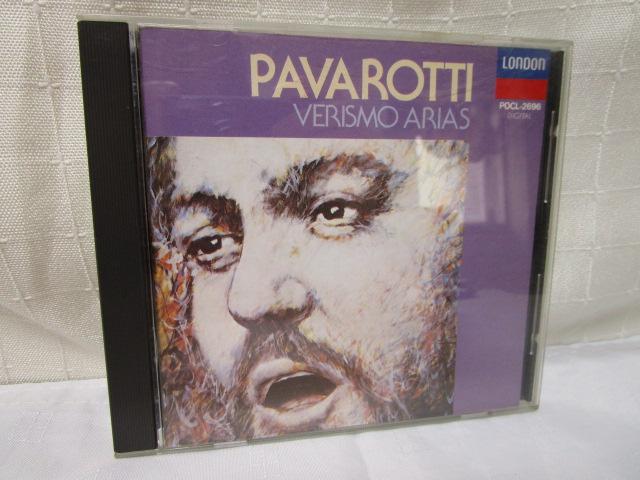 PAVAROTTI
VERISMO ARIAS
LONDON
POCL-2696
DIGITAL